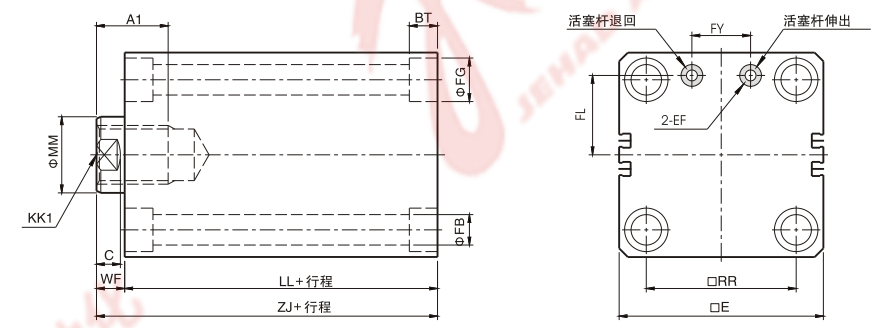 A1
BT
ΦFG
ΦMM
KK1
ΦFB
C
WF
LL+行程
ZJ+行程
活塞杆退回
FY
活塞杆伸出
FL
2-EF
□RR
□E